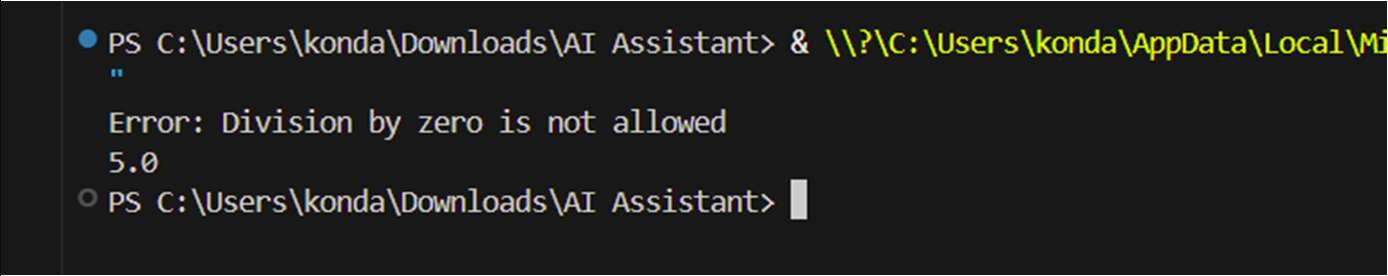 PS C:\Users\konda\Downloads\AI Assistant> & \\?\C:\Users\konda\AppData\Local\Mi
"
Error: Division by zero is not allowed
5.0
PS C:\Users\konda\Downloads\AI Assistant>